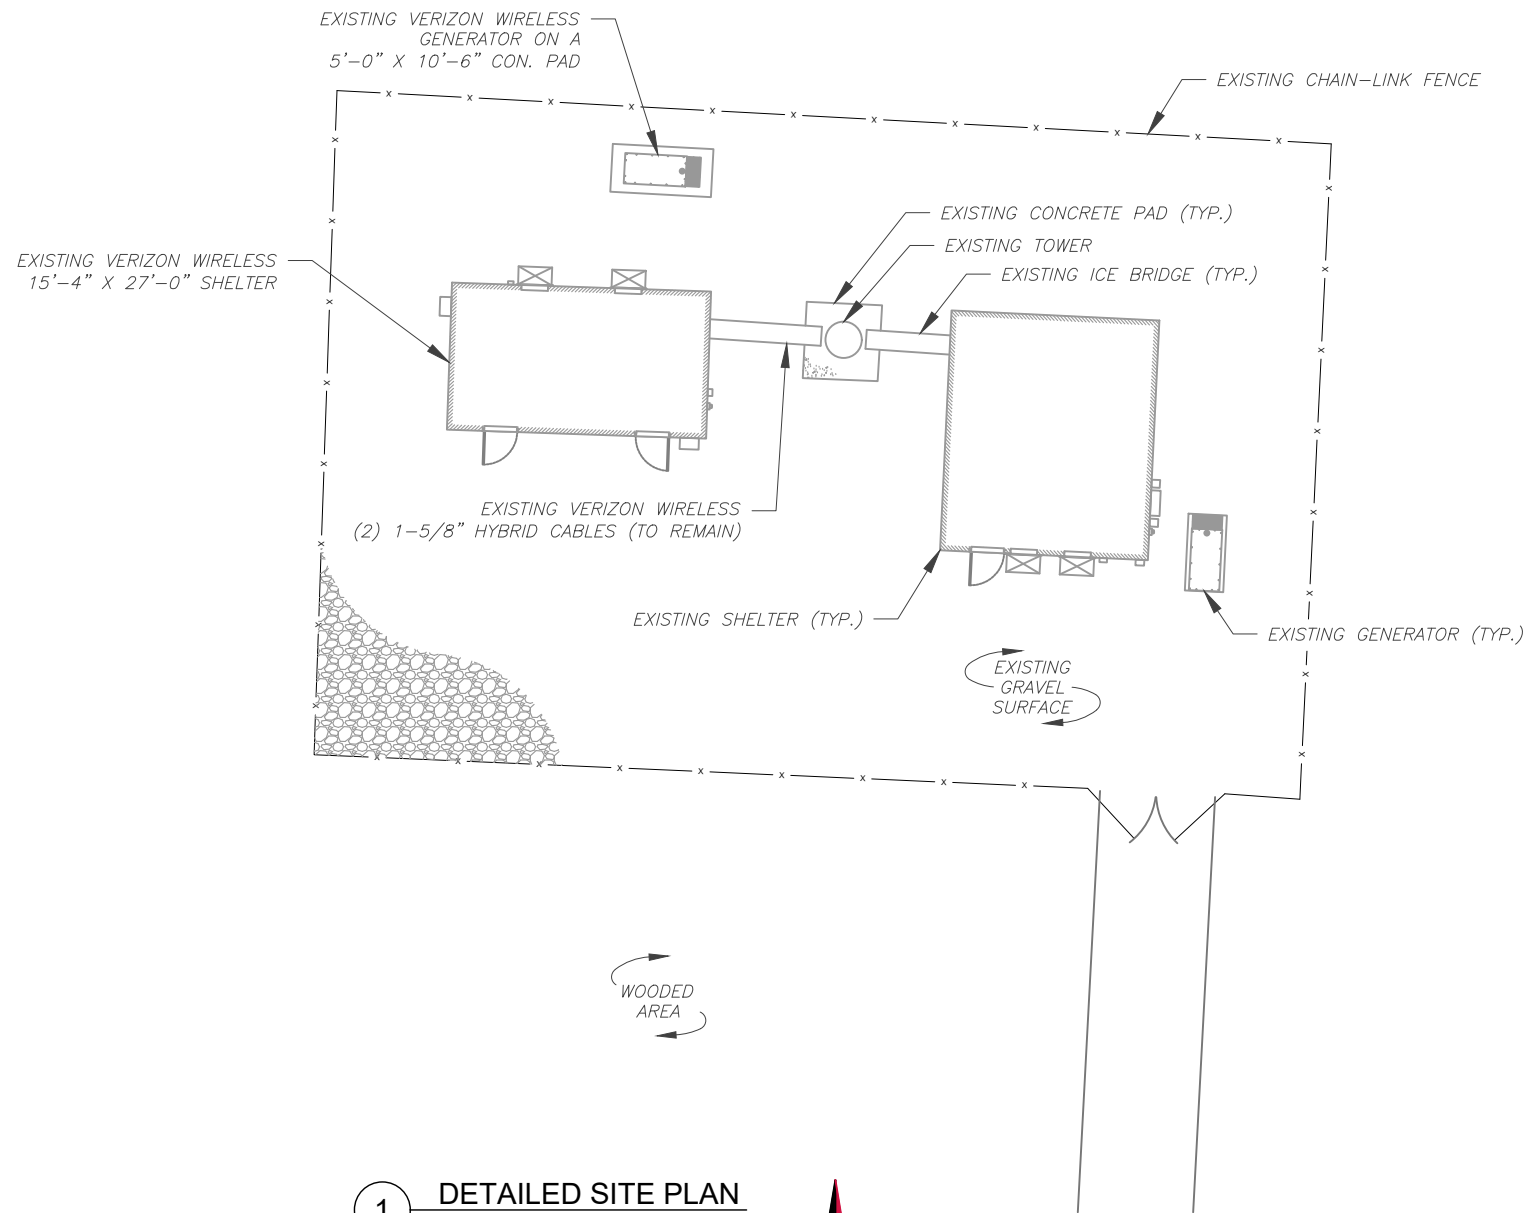 EXISTING VERIZON WIRELESS
GENERATOR ON A
5'-0" X 10'-6" CON. PAD
EXISTING CHAIN-LINK FENCE
EXISTING CONCRETE PAD (TYP.)
EXISTING TOWER
EXISTING ICE BRIDGE (TYP.)
EXISTING VERIZON WIRELESS
15'-4" X 27'-0" SHELTER
EXISTING VERIZON WIRELESS
(2) 1-5/8" HYBRID CABLES (TO REMAIN)
EXISTING SHELTER (TYP.)
EXISTING GENERATOR (TYP.)
EXISTING
GRAVEL
SURFACE
WOODED
AREA
1 DETAILED SITE PLAN